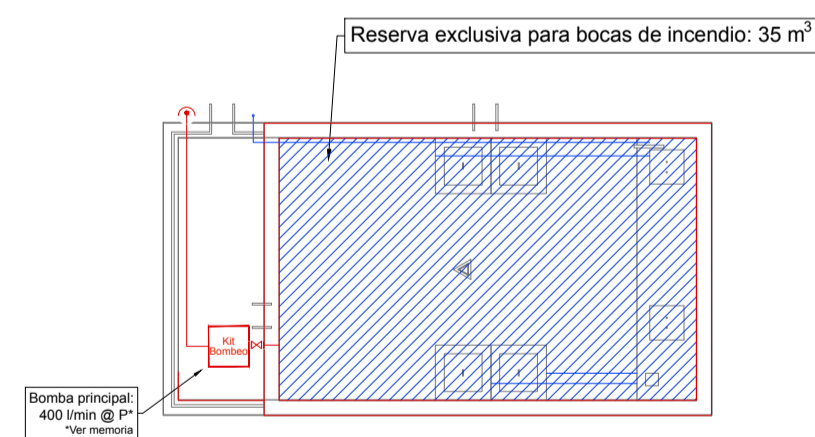 Reserva exclusiva para bocas de incendio: 35 m³
Kit
Bombeo
Bomba principal:
400 l/min @ P*
*Ver memoria